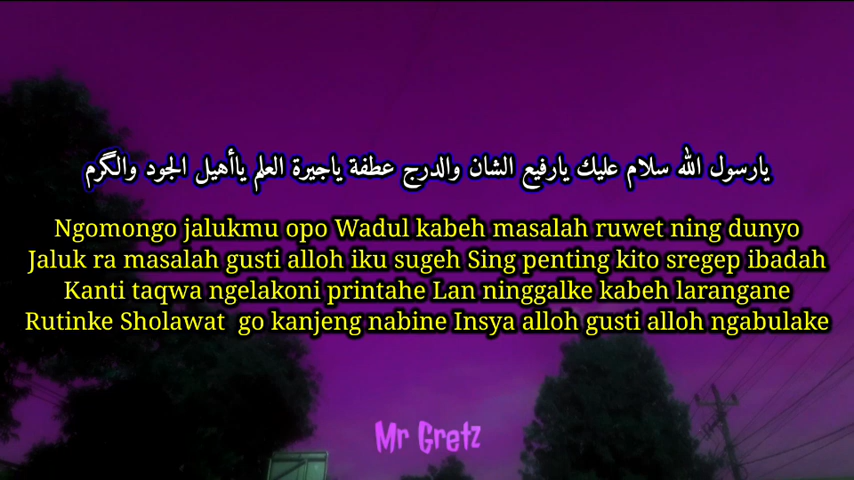 يارسول الله سلام عليك يارفيع الشان والدرج عطفة ياجيرة العلم ياأهيل الجود والكرم
Ngomongo jalukmu opo Wadul kabeh masalah ruwet ning dunyo
Jaluk ra masalah gusti alloh iku sugeh Sing penting kito sregep ibadah
Kanti taqwa ngelakoni printahe Lan ninggalke kabeh larangane
Rutinke Sholawat  go kanjeng nabine Insya alloh gusti alloh ngabulake
Mr Gretz